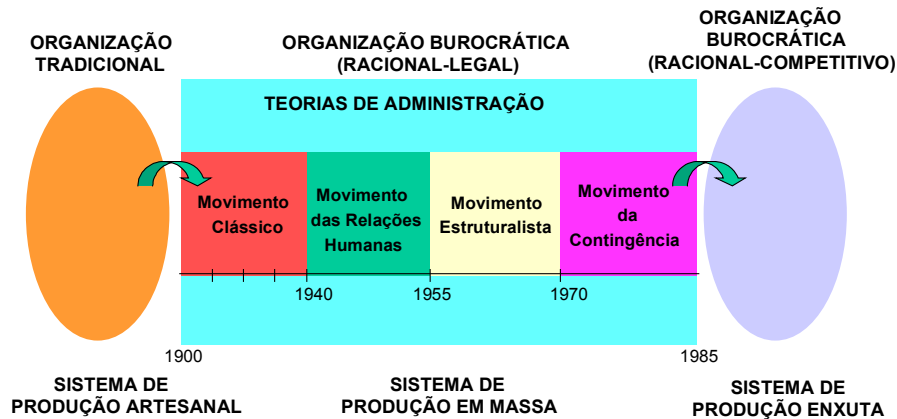 ORGANIZAÇÃO
TRADICIONAL
ORGANIZAÇÃO BUROCRÁTICA
(RACIONAL-LEGAL)
ORGANIZAÇÃO
BUROCRÁTICA
(RACIONAL-COMPETITIVO)
TEORIAS DE ADMINISTRAÇÃO
Movimento
Clássico
Movimento
das Relações
Humanas
Movimento
Estruturalista
Movimento
da
Contingência
1940
1955
1970
1900
1985
SISTEMA DE
PRODUÇÃO ARTESANAL
SISTEMA DE
PRODUÇÃO EM MASSA
SISTEMA DE
PRODUÇÃO ENXUTA